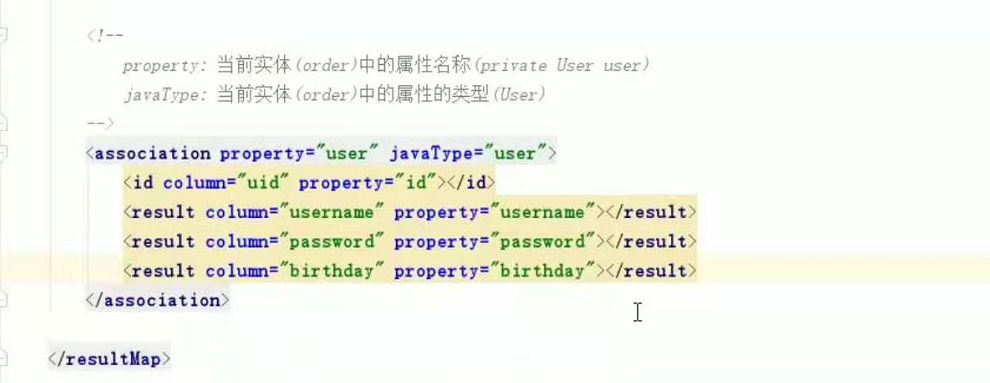 <!--
property: 当前实体(order)中的属性名称(private User user)
javaType: 当前实体(order)中的属性的类型(User)
-->
<association property="user" javaType="user">
<id column="uid" property="id"></id>
<result column="username" property="username"></result>
<result column="password" property="password"></result>
<result column="birthday" property="birthday"></result>
</association>
</resultMap>